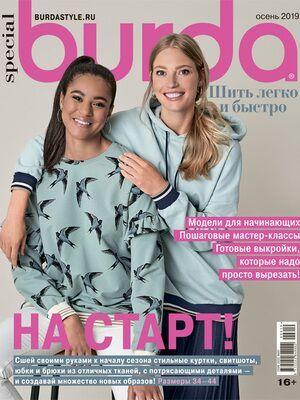 special
BURDASTYLE.RU
осень 2019
burda
Шить легко
и быстро
Модели для начинающих
Пошаговые мастер-классы
Готовые выкройки,
которые надо
просто вырезать!
НА СТАРТ!
Сшей своими руками к началу сезона стильные куртки, свитшоты,
юбки и брюки из отличных тканей, с потрясающими деталями —
и создавай множество новых образов! Размеры 34–44
16+